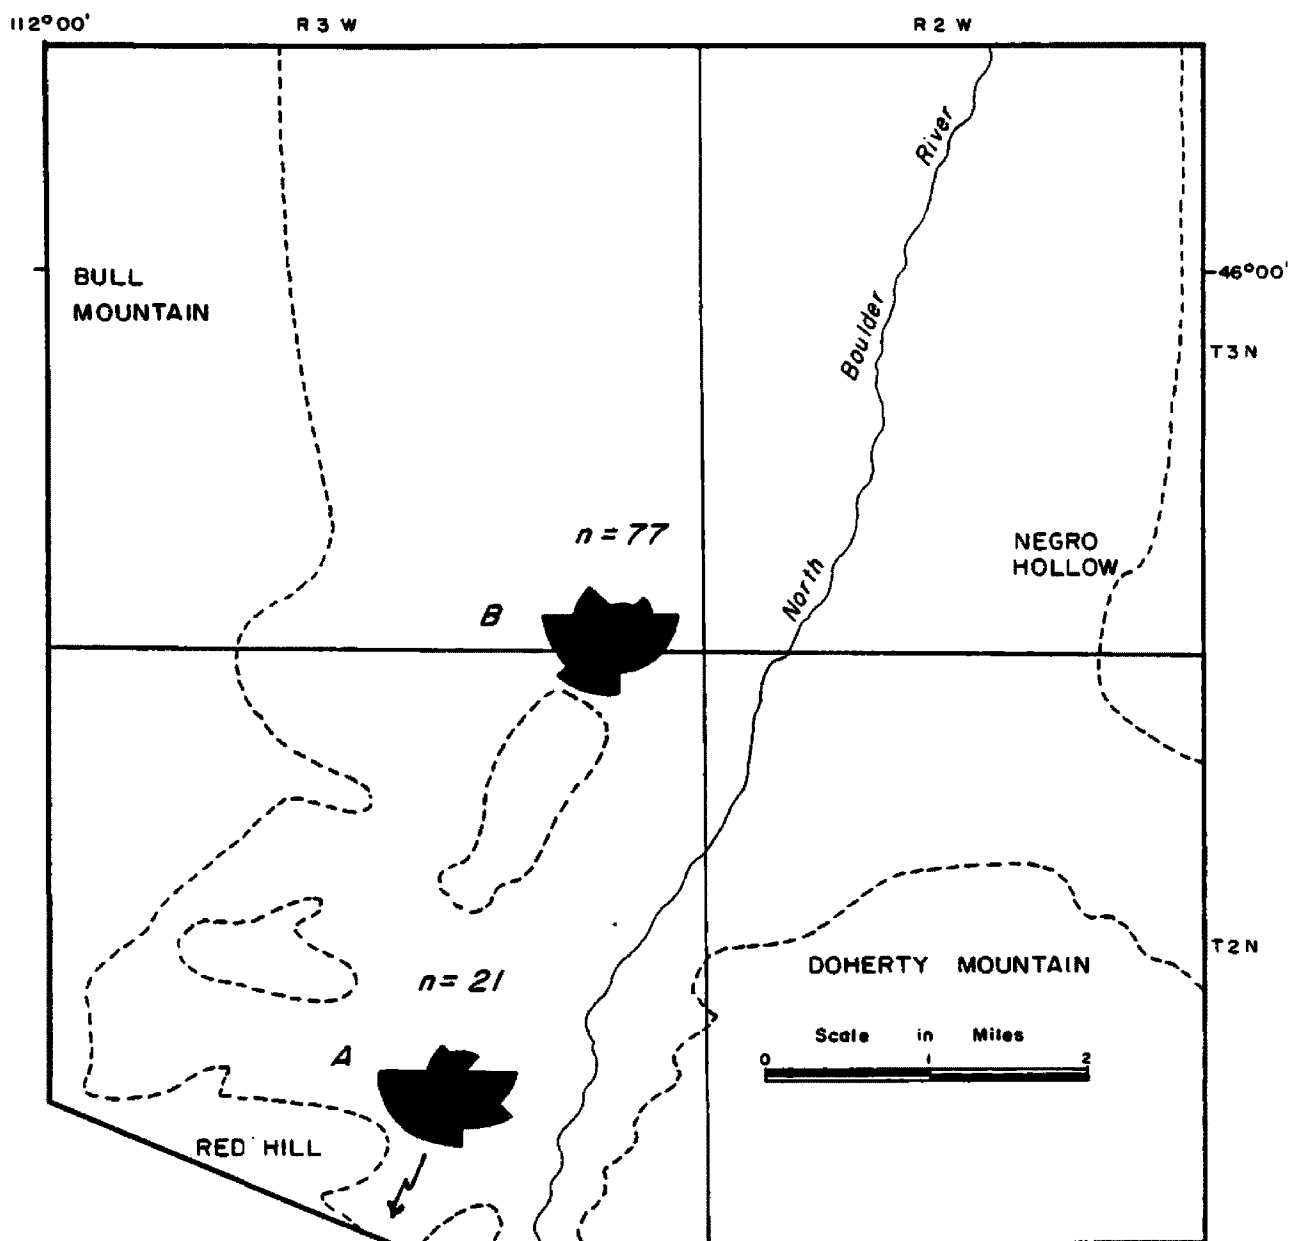 112°00'
R 3 W
R 2 W
River
BULL
MOUNTAIN
46°00'
Boulder
T 3 N
n = 77
NEGRO
HOLLOW
North
B
T 2 N
DOHERTY MOUNTAIN
n = 21
Scale in Miles
A
0 1 2
RED HILL